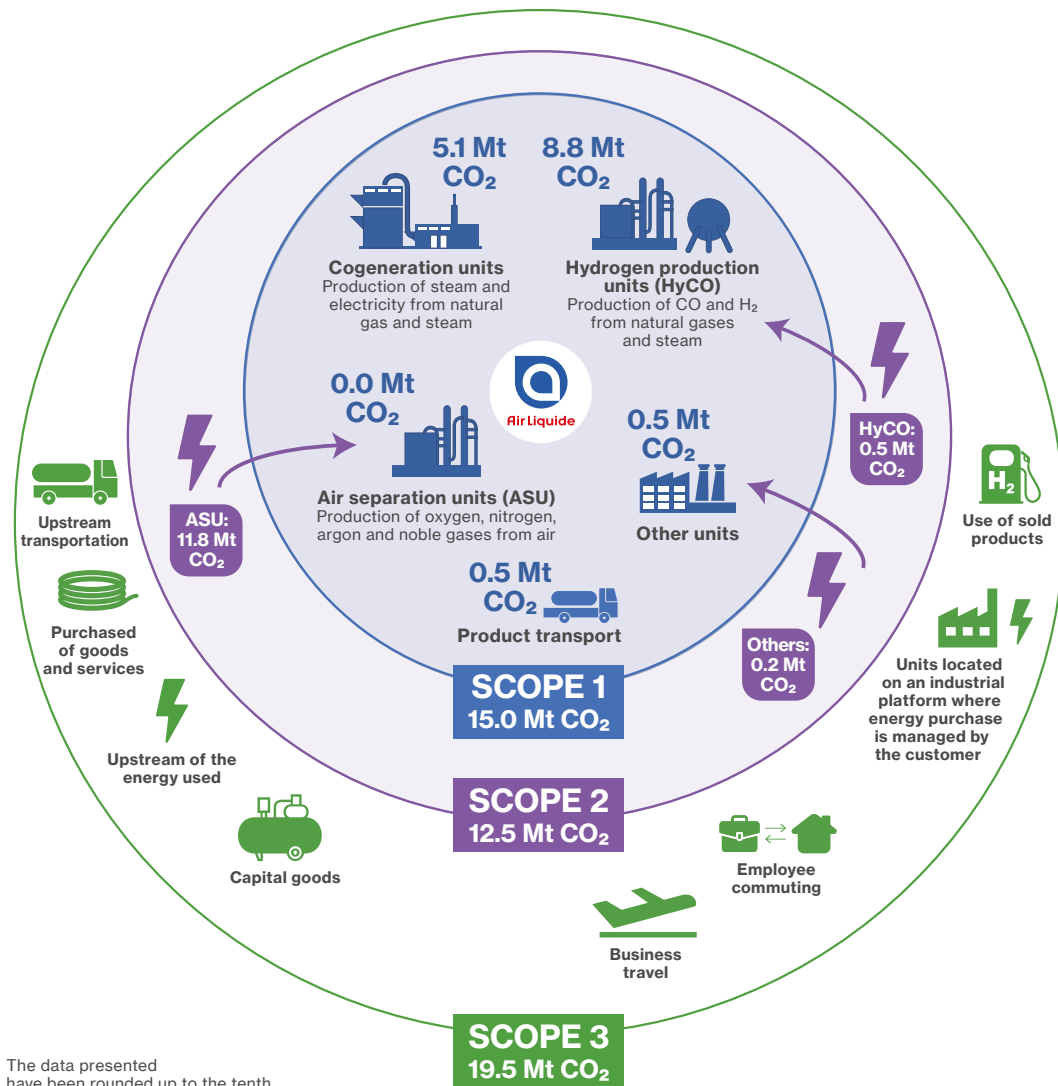 5.1 Mt
CO₂
8.8 Mt
CO₂
Cogeneration units
Production of steam and
electricity from natural
gas and steam
Hydrogen production
units (HyCO)
Production of CO and H₂
from natural gases
and steam
Air Liquide
0.0 Mt
CO₂
Air separation units (ASU)
Production of oxygen, nitrogen,
argon and noble gases from air
0.5 Mt
CO₂
Other units
0.5 Mt
CO₂
Product transport
SCOPE 1
15.0 Mt CO₂
ASU:
11.8 Mt
CO₂
HyCO:
0.5 Mt
CO₂
Others:
0.2 Mt
CO₂
SCOPE 2
12.5 Mt CO₂
Upstream
transportation
Purchased
of goods
and services
Upstream of the
energy used
Capital goods
Business
travel
Employee
commuting
Units located
on an industrial
platform where
energy purchase
is managed by
the customer
H₂
Use of sold
products
SCOPE 3
19.5 Mt CO₂
The data presented
have been rounded up to the tenth